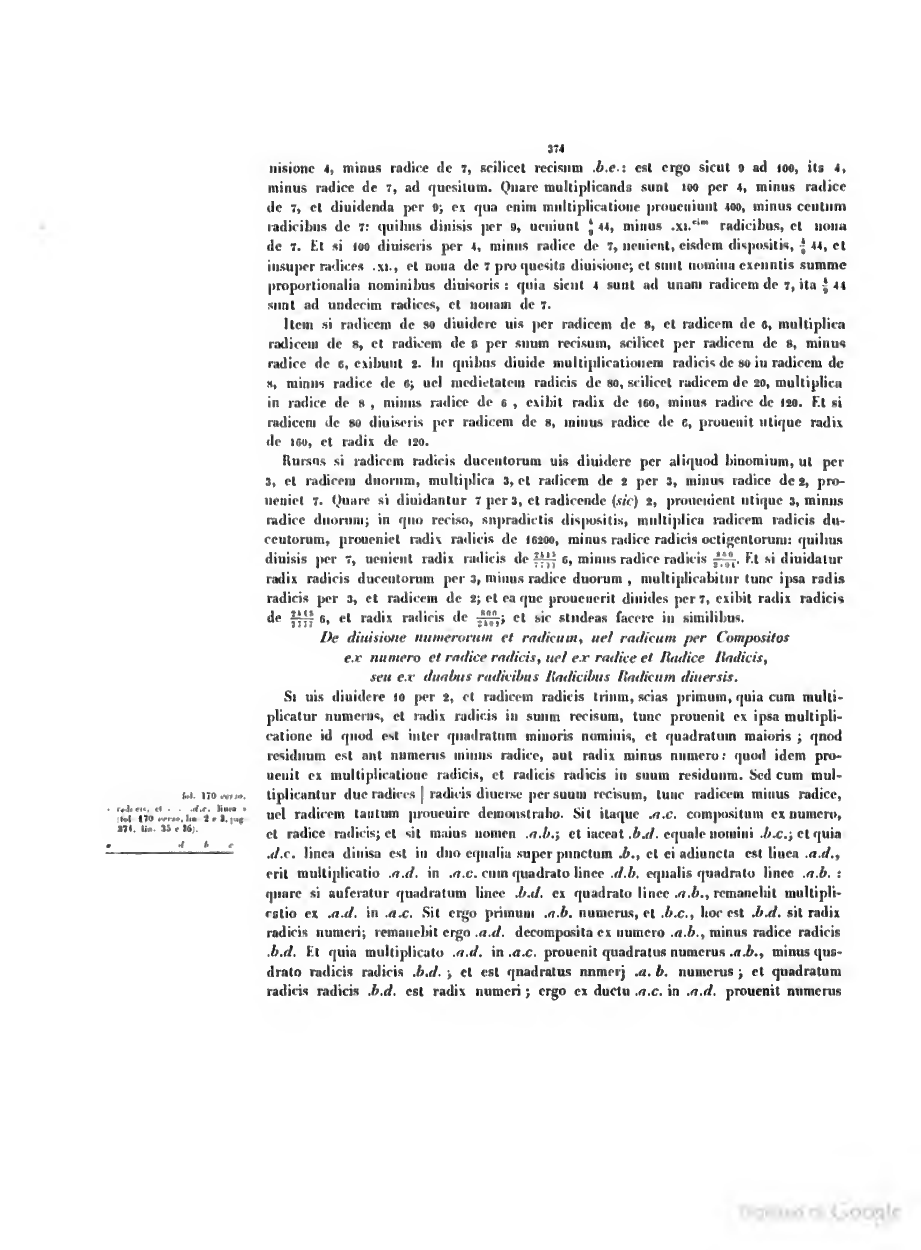 374
uisione 4, minus radice de 7, scilicet recisum .b.e.: est ergo sicut 9 ad 100, ita 4,
minus radice de 7, ad quesitum. Quare multiplicanda sunt 100 per 4, minus radice
de 7, et diuidenda per 9; ex qua enim multiplicatione proueniunt 400, minus centum
radicibus de 7: quibus diuisis per 9, ueniunt 4/9 44, minus .XI.cim radicibus, et nona
de 7. Et si 100 diuiseris per 4, minus radice de 7, uenient, eisdem dispositis, 4/9 44, et
insuper radices .XI., et nona de 7 pro quesita diuisione; et sunt nomina exeuntis summe
proportionalia nominibus diuisoris : quia sicut 4 sunt ad unam radicem de 7, ita 4/9 44
sunt ad undecim radices, et nonam de 7.
Item si radicem de 80 diuidere uis per radicem de 8, et radicem de 6, multiplica
radicem de 8, et radicem de 6 per suum recisum, scilicet per radicem de 8, minus
radice de 6, exibunt 2. In quibus diuide multiplicationem radicis de 80 in radicem de
8, minus radice de 6; uel medietatem radicis de 80, scilicet radicem de 20, multiplica
in radice de 8 , minus radice de 6 , exibit radix de 160, minus radice de 120. Et si
radicem de 80 diuiseris per radicem de 8, minus radice de 6, prouenit utique radix
de 160, et radix de 120.
Rursus si radicem radicis ducentorum uis diuidere per aliquod binomium, ut per
3, et radicem duorum, multiplica 3, et radicem de 2 per 3, minus radice de 2, pro-
ueniet 7. Quare si diuidantur 7 per 3, et radicende (sic) 2, prouenient utique 3, minus
radice duorum; in quo reciso, supradictis dispositis, multiplica radicem radicis du-
centorum, proueniet radix radicis de 16200, minus radice radicis octigentorum: quibus
diuisis per 7, uenient radix radicis de 6, minus radice radicis . Et si diuidatur
radix radicis ducentorum per 3, minus radice duorum , multiplicabitur tunc ipsa radis
radicis per 3, et radicem de 2; et ea que prouenerit diuides per 7, exibit radix radicis
de 6, et radix radicis de ; et sic studeas facere in similibus.
De diuisione numerorum et radicum, uel radicum per Compositos
ex numero et radice radicis, uel ex radice et Radice Radicis,
seu ex duabus radicibus Radicibus Radicum diuersis.
Si uis diuidere 10 per 2, et radicem radicis trium, scias primum, quia cum multi-
plicatur numerus, et radix radicis in suum recisum, tunc prouenit ex ipsa multipli-
catione id quod est inter quadratum minoris nominis, et quadratum maioris ; quod
residuum est aut numerus minus radice, aut radix minus numero: quod idem pro-
uenit ex multiplicatione radicis, et radicis radicis in suum residuum. Sed cum mul-
tiplicantur due radices | radicis diuerse per suum recisum, tunc radicem minus radice,
uel radicem tantum prouenire demonstrabo. Sit itaque .a.c. compositum ex numero,
et radice radicis; et sit maius nomen .a.b.; et iaceat .b.d. equale nomini .b.c.; et quia
.d.c. linea diuisa est in duo equalia super punctum .b., et ei adiuncta est linea .a.d.,
erit multiplicatio .a.d. in .a.c. cum quadrato linee .d.b. equalis quadrato linee .a.b. :
quare si auferatur quadratum linee .b.d. ex quadrato linee .a.b., remanebit multipli-
catio ex .a.d. in .a.c. Sit ergo primum .a.b. numerus, et .b.c., hoc est .b.d. sit radix
radicis numeri; remanebit ergo .a.d. decomposita ex numero .a.b., minus radice radicis
.b.d. Et quia multiplicato .a.d. in .a.c. prouenit quadratus numerus .a.b., minus qua-
drato radicis radicis .b.d. ; et est quadratus numerj .a. b. numerus ; et quadratum
radicis radicis .b.d. est radix numeri ; ergo ex ductu .a.c. in .a.d. prouenit numerus
fol. 170 verso.
« radicis, et - - .d.c. linea »
(fol. 170 verso, lin. 2 e 3, pag.
374, lin. 35 e 36).
a d b c
Digitized by Google